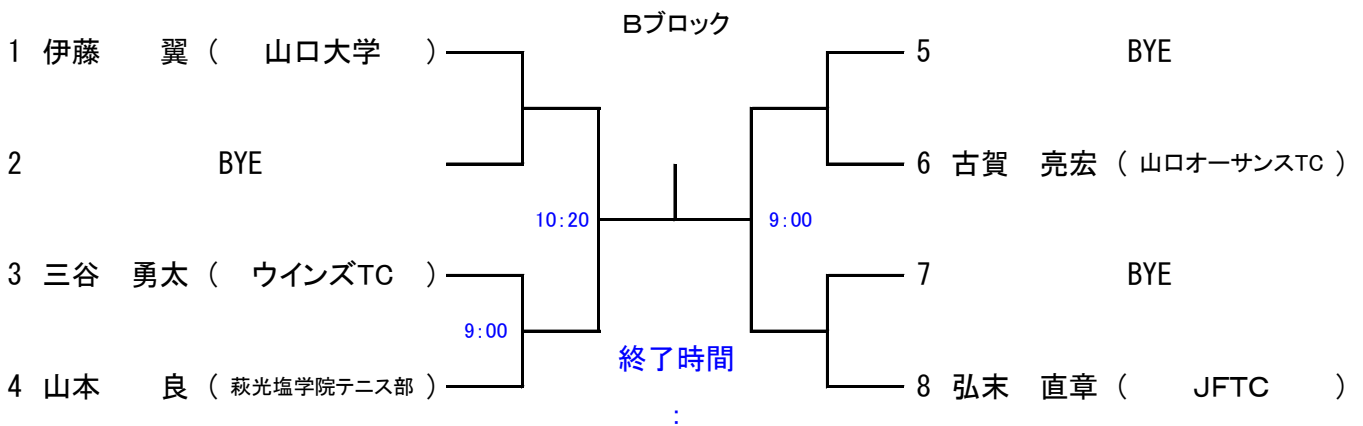 Bブロック
1 伊藤　翼 ( 山口大学 )
5 BYE
2 BYE
6 古賀　亮宏 ( 山口オーサンスTC )
10:20
9:00
3 三谷　勇太 ( ウインズTC )
7 BYE
9:00
終了時間
4 山本　良 ( 萩光塩学院テニス部 )
8 弘末　直章 ( JFTC )
: